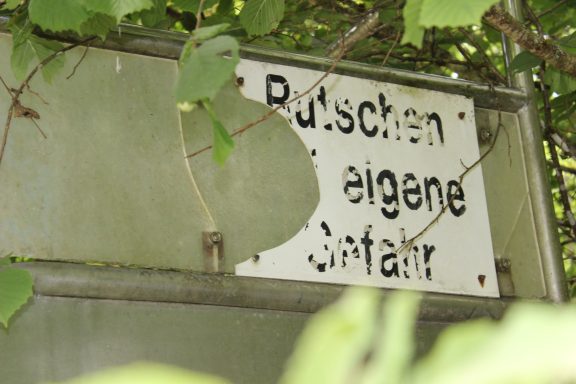 Rutschen
f eigene
Gefahr